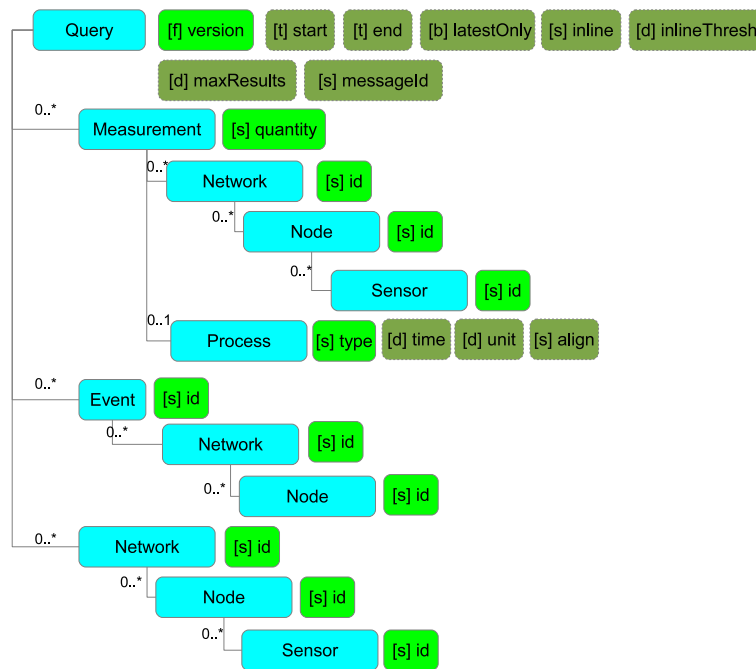 Query [f] version [t] start [t] end [b] latestOnly [s] inline [d] inlineThresh
[d] maxResults [s] messageId
0..*
Measurement [s] quantity
0..*
Network [s] id
0..*
Node [s] id
0..*
Sensor [s] id
0..1
Process [s] type [d] time [d] unit [s] align
0..*
Event [s] id
0..*
Network [s] id
0..*
Node [s] id
0..*
Network [s] id
0..*
Node [s] id
0..*
Sensor [s] id